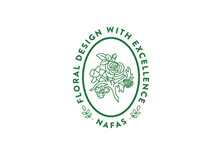 FLORAL DESIGN WITH EXCELLENCE
NAFAS